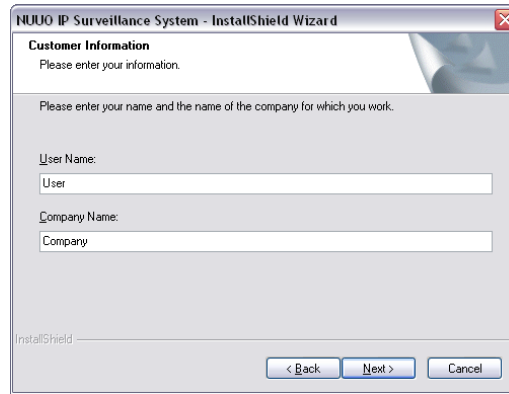 NUUO IP Surveillance System - InstallShield Wizard
Customer Information
Please enter your information.
Please enter your name and the name of the company for which you work.
User Name:
User
Company Name:
Company
InstallShield
< Back
Next >
Cancel